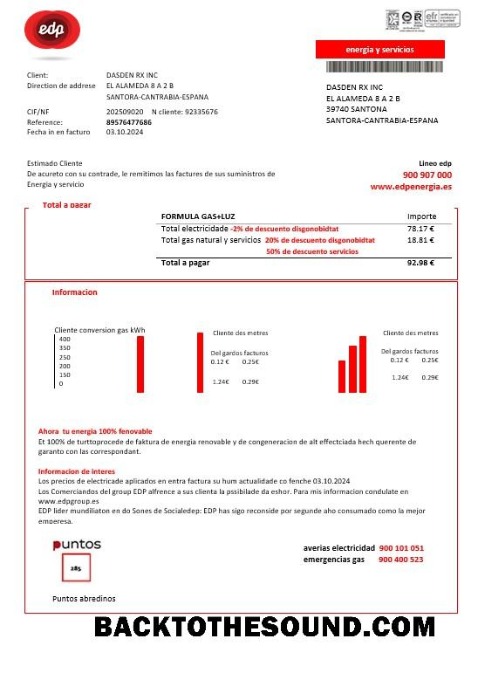 edp
energia y servicios
Client: DASDEN RX INC
Direction de addrese EL ALAMEDA 8 A 2 B
SANTORA-CANTRABIA-ESPANA
CIF/NF 202509020 N cliente: 92335676
Reference: 89576477686
Fecha in en facturo 03.10.2024
DASDEN RX INC
EL ALAMEDA 8 A 2 B
39740 SANTONA
SANTORA-CANTRABIA-ESPANA
Estimado Cliente
De acureto con su contrade, le remitimos las factures de sus suministros de
Energia y servicio
Lineo edp
900 907 000
www.edpenergia.es
Total a pagar
FORMULA GAS+LUZ Importe
Total electricidade -2% de descuento disgonobidtat 78.17 €
Total gas natural y servicios 20% de descuento disgonobidtat 18.81 €
50% de descuento servicios
Total a pagar 92.98 €
Informacion
Cliente conversion gas kWh
400
350
250
200
150
0
Cliente des metres
Del gardos facturos
0.12 € 0.25€
1.24€ 0.29€
Cliente des metres
Del gardos facturos
0.12 € 0.25€
1.24€ 0.29€
Ahora tu energia 100% fenovable
Et 100% de turttoprocede de faktura de energia renovable y de congeneracion de alt effectciada hech querente de
garanto con las correspondant.
Informacion de interes
Los precios de electricade aplicados en entra factura su hum actualidade co fenche 03.10.2024
Los Comerciandos del group EDP alfrence a sus clienta la pssibilade da eshor. Para mis informacion condulate en
www.edpgroup.es
EDP lider mundiliaton en do Sones de Socialedep: EDP has sigo reconside por segundo aho consumado como la mejor
empersa.
puntos
285
Puntos abredinos
averias electricidad 900 101 051
emergencias gas 900 400 523
BACKTOTHESOUND.COM